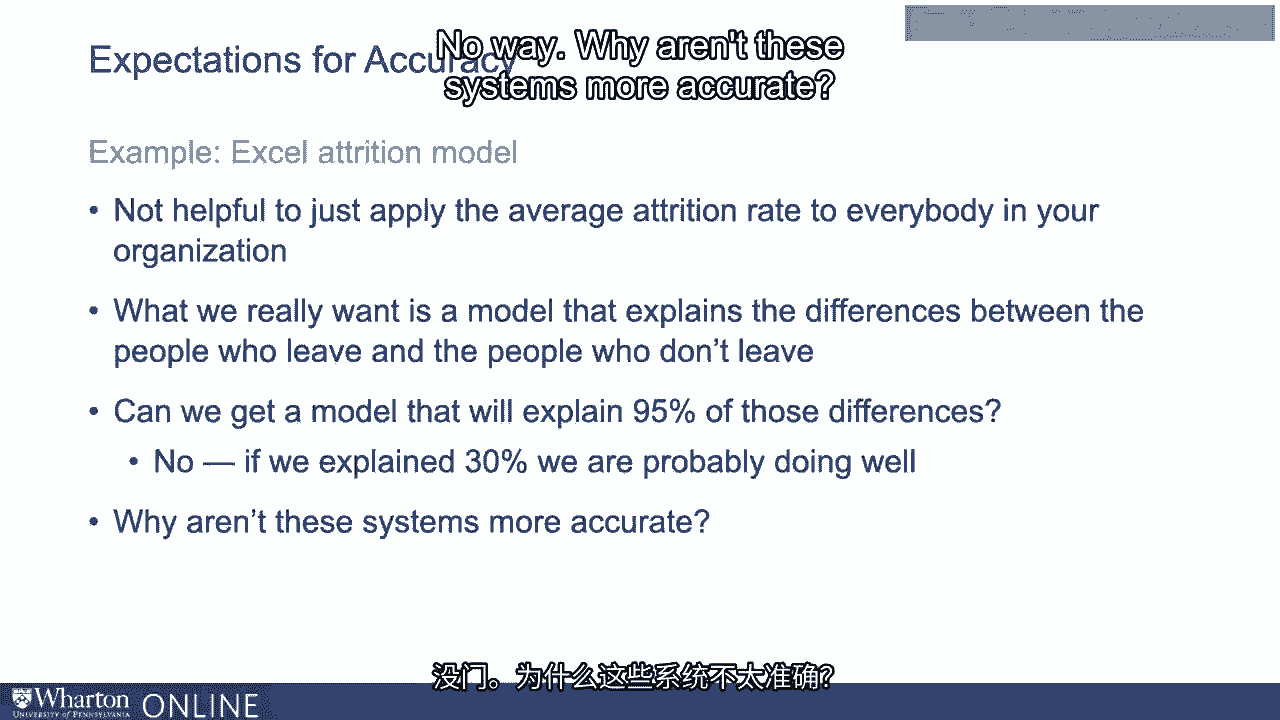 No way. Why aren't these
systems more accurate?
Expectations for Accuracy
Example: Excel attrition model
• Not helpful to just apply the average attrition rate to everybody in your
organization
• What we really want is a model that explains the differences between the
people who leave and the people who don't leave
• Can we get a model that will explain 95% of those differences?
• No — if we explained 30% we are probably doing well
• Why aren't these systems more accurate?
没门。为什么这些系统不太准确?
Wharton
UNIVERSITY of PENNSYLVANIA
ONLINE